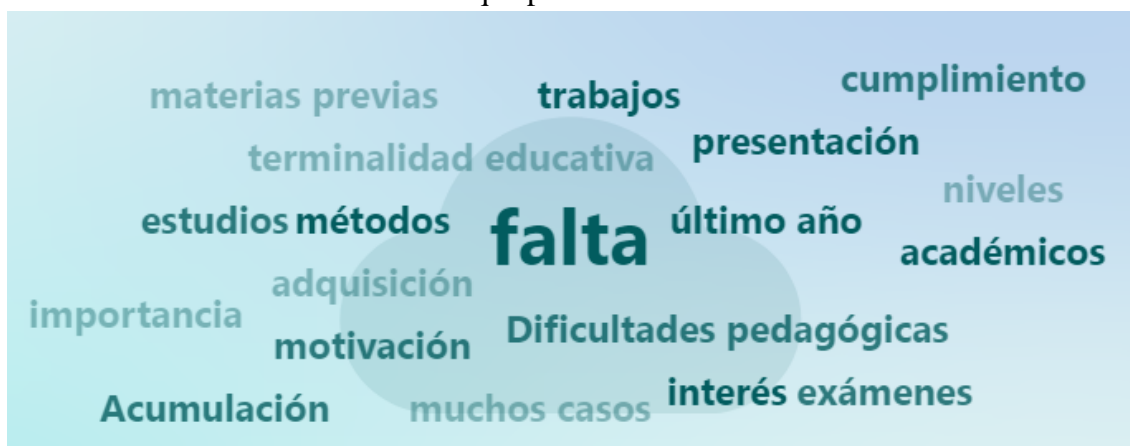 materias previas trabajos cumplimiento
terminalidad educativa presentación
niveles
estudios métodos falta último año
académicos
adquisición
importancia
motivación Dificultades pedagógicas
Acumulación muchos casos interés exámenes